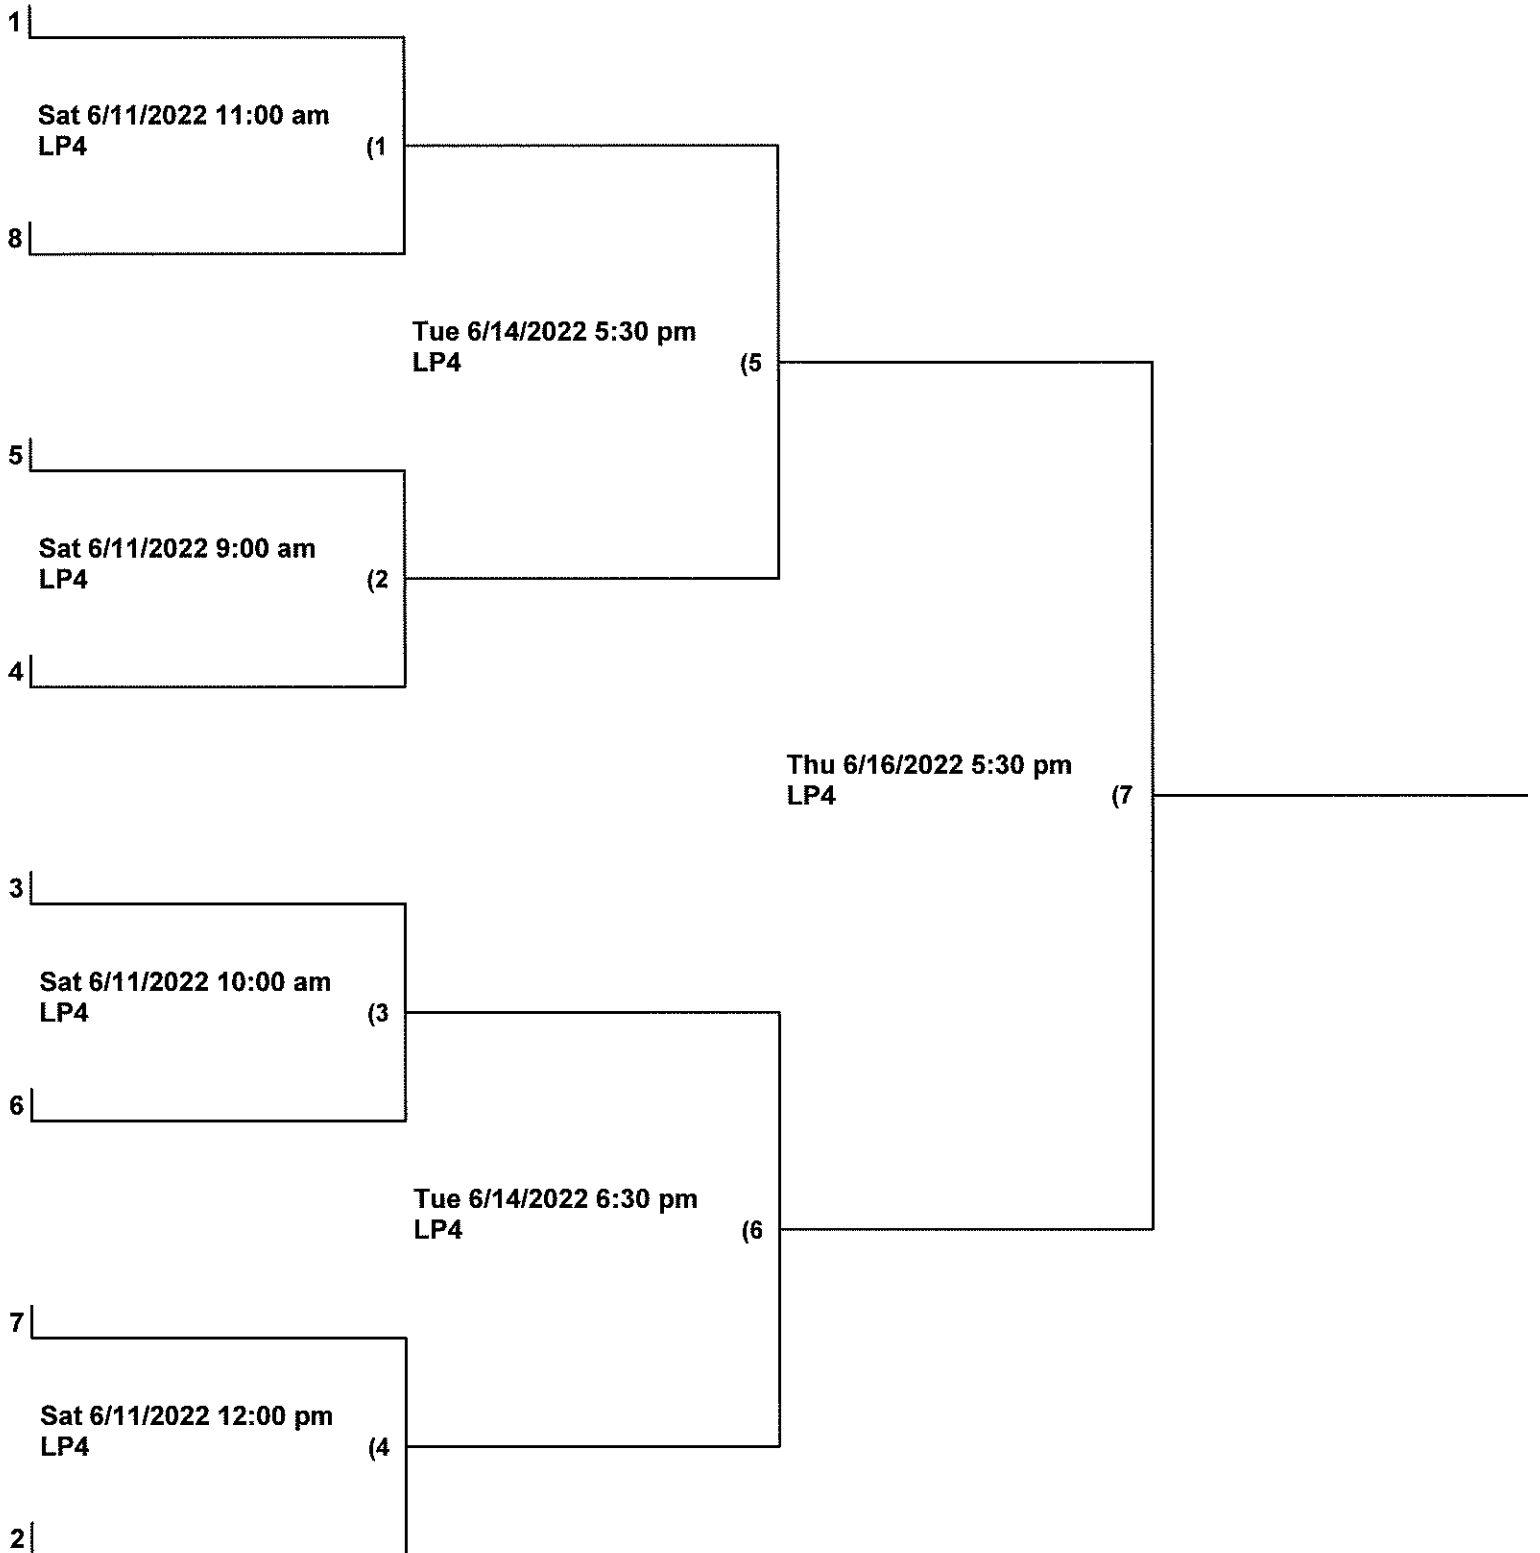 1
Sat 6/11/2022 11:00 am
LP4 (1
8
Tue 6/14/2022 5:30 pm
LP4 (5
5
Sat 6/11/2022 9:00 am
LP4 (2
4
Thu 6/16/2022 5:30 pm
LP4 (7
3
Sat 6/11/2022 10:00 am
LP4 (3
6
Tue 6/14/2022 6:30 pm
LP4 (6
7
Sat 6/11/2022 12:00 pm
LP4 (4
2